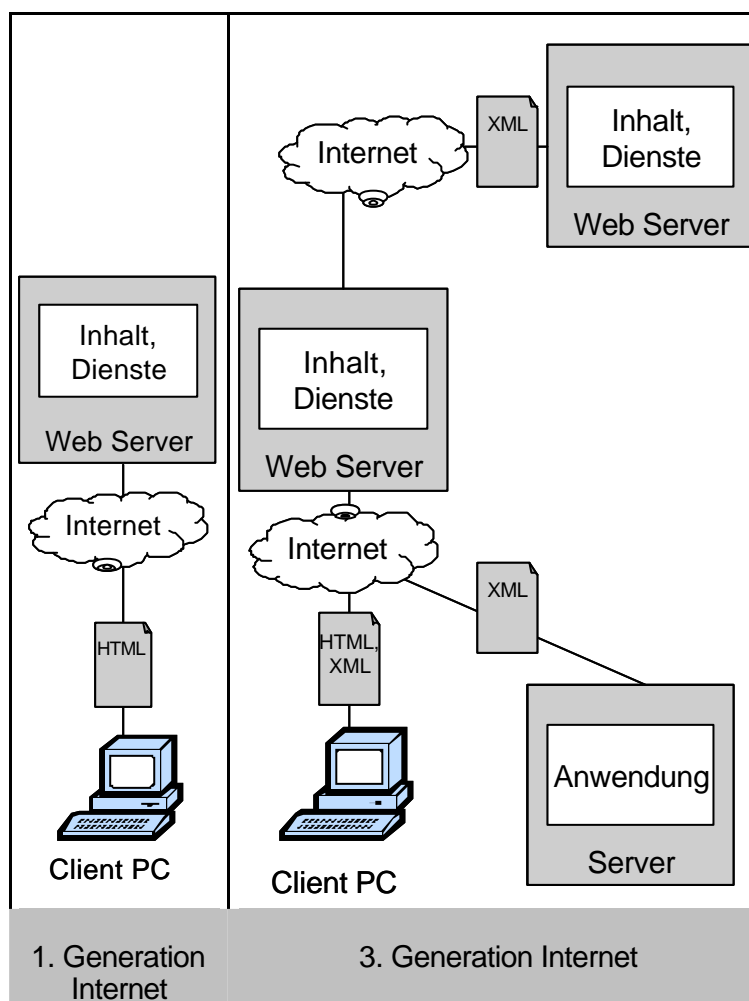 Inhalt,
Dienste
Web Server
Internet
HTML
Client PC
1. Generation
Internet
Internet
XML
Inhalt,
Dienste
Web Server
Inhalt,
Dienste
Web Server
Internet
XML
HTML,
XML
Anwendung
Server
Client PC
3. Generation Internet